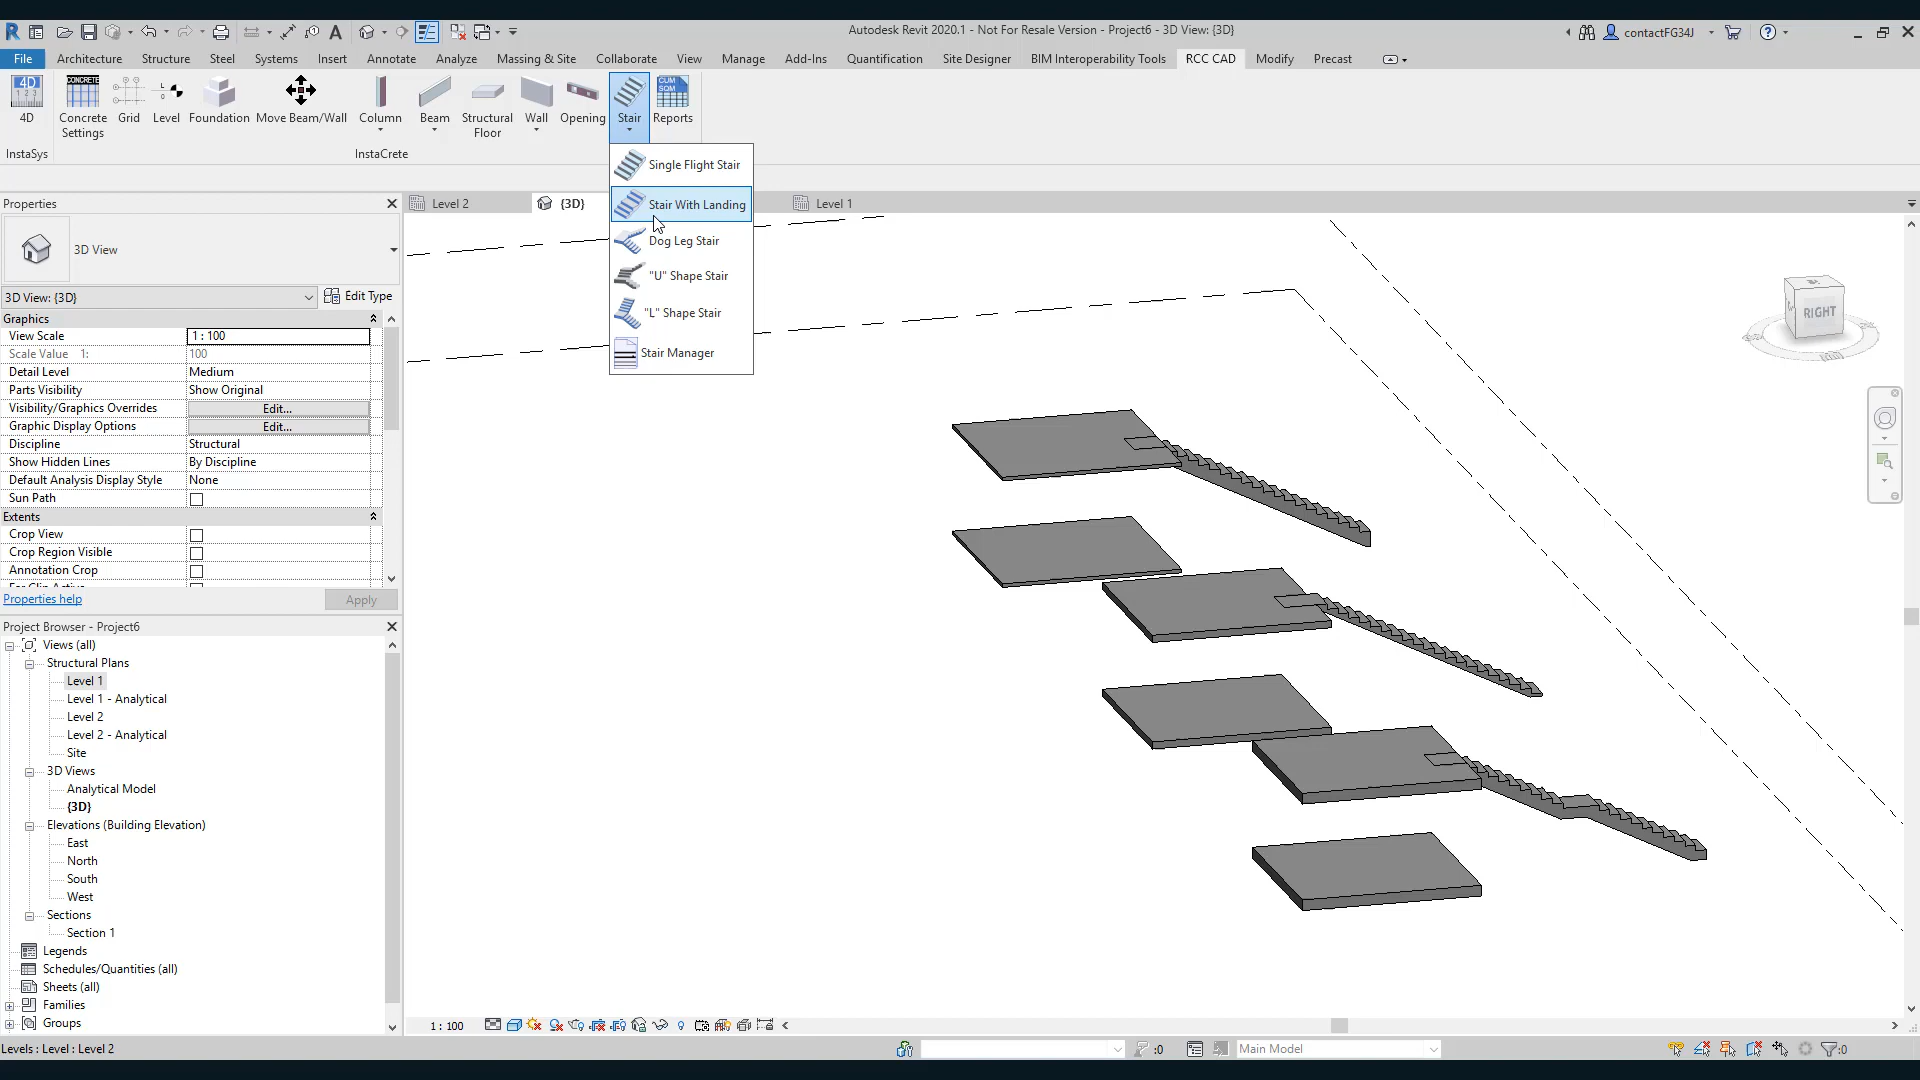 Autodesk Revit 2020.1 - Not For Resale Version - Project6 - 3D View: {3D}
contactFG34J
File
Architecture
Structure
Steel
Systems
Insert
Annotate
Analyze
Massing & Site
Collaborate
View
Manage
Add-Ins
Quantification
Site Designer
BIM Interoperability Tools
RCC CAD
Modify
Precast
4D
Concrete Settings
Grid
Level
Foundation
Move Beam/Wall
Column
Beam
Structural Floor
Wall
Opening
Stair
Reports
InstaSys
InstaCrete
Single Flight Stair
Stair With Landing
Dog Leg Stair
"U" Shape Stair
"L" Shape Stair
Stair Manager
Properties
Level 2
{3D}
Level 1
3D View
3D View: {3D}
Edit Type
Graphics
View Scale 1 : 100
Scale Value 1: 100
Detail Level Medium
Parts Visibility Show Original
Visibility/Graphics Overrides Edit...
Graphic Display Options Edit...
Discipline Structural
Show Hidden Lines By Discipline
Default Analysis Display Style None
Sun Path
Extents
Crop View
Crop Region Visible
Annotation Crop
Properties help
Apply
RIGHT
Project Browser - Project6
Views (all)
Structural Plans
Level 1
Level 1 - Analytical
Level 2
Level 2 - Analytical
Site
3D Views
Analytical Model
{3D}
Elevations (Building Elevation)
East
North
South
West
Sections
Section 1
Legends
Schedules/Quantities (all)
Sheets (all)
Families
Groups
1 : 100
Levels : Level : Level 2
:0
Main Model
:0